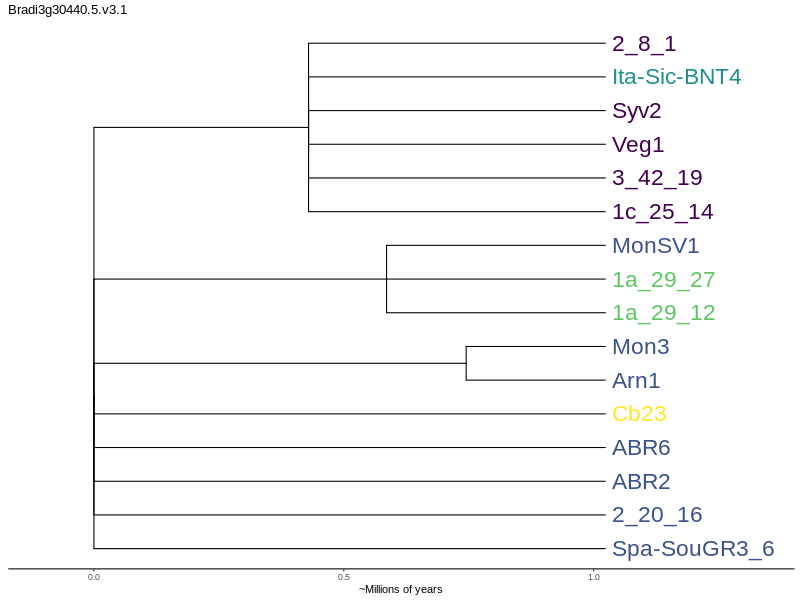 Bradi3g30440.5.v3.1
2_8_1
Ita-Sic-BNT4
Syv2
Veg1
3_42_19
1c_25_14
MonSV1
1a_29_27
1a_29_12
Mon3
Arn1
Cb23
ABR6
ABR2
2_20_16
Spa-SouGR3_6
0.0 0.5 1.0
~Millions of years